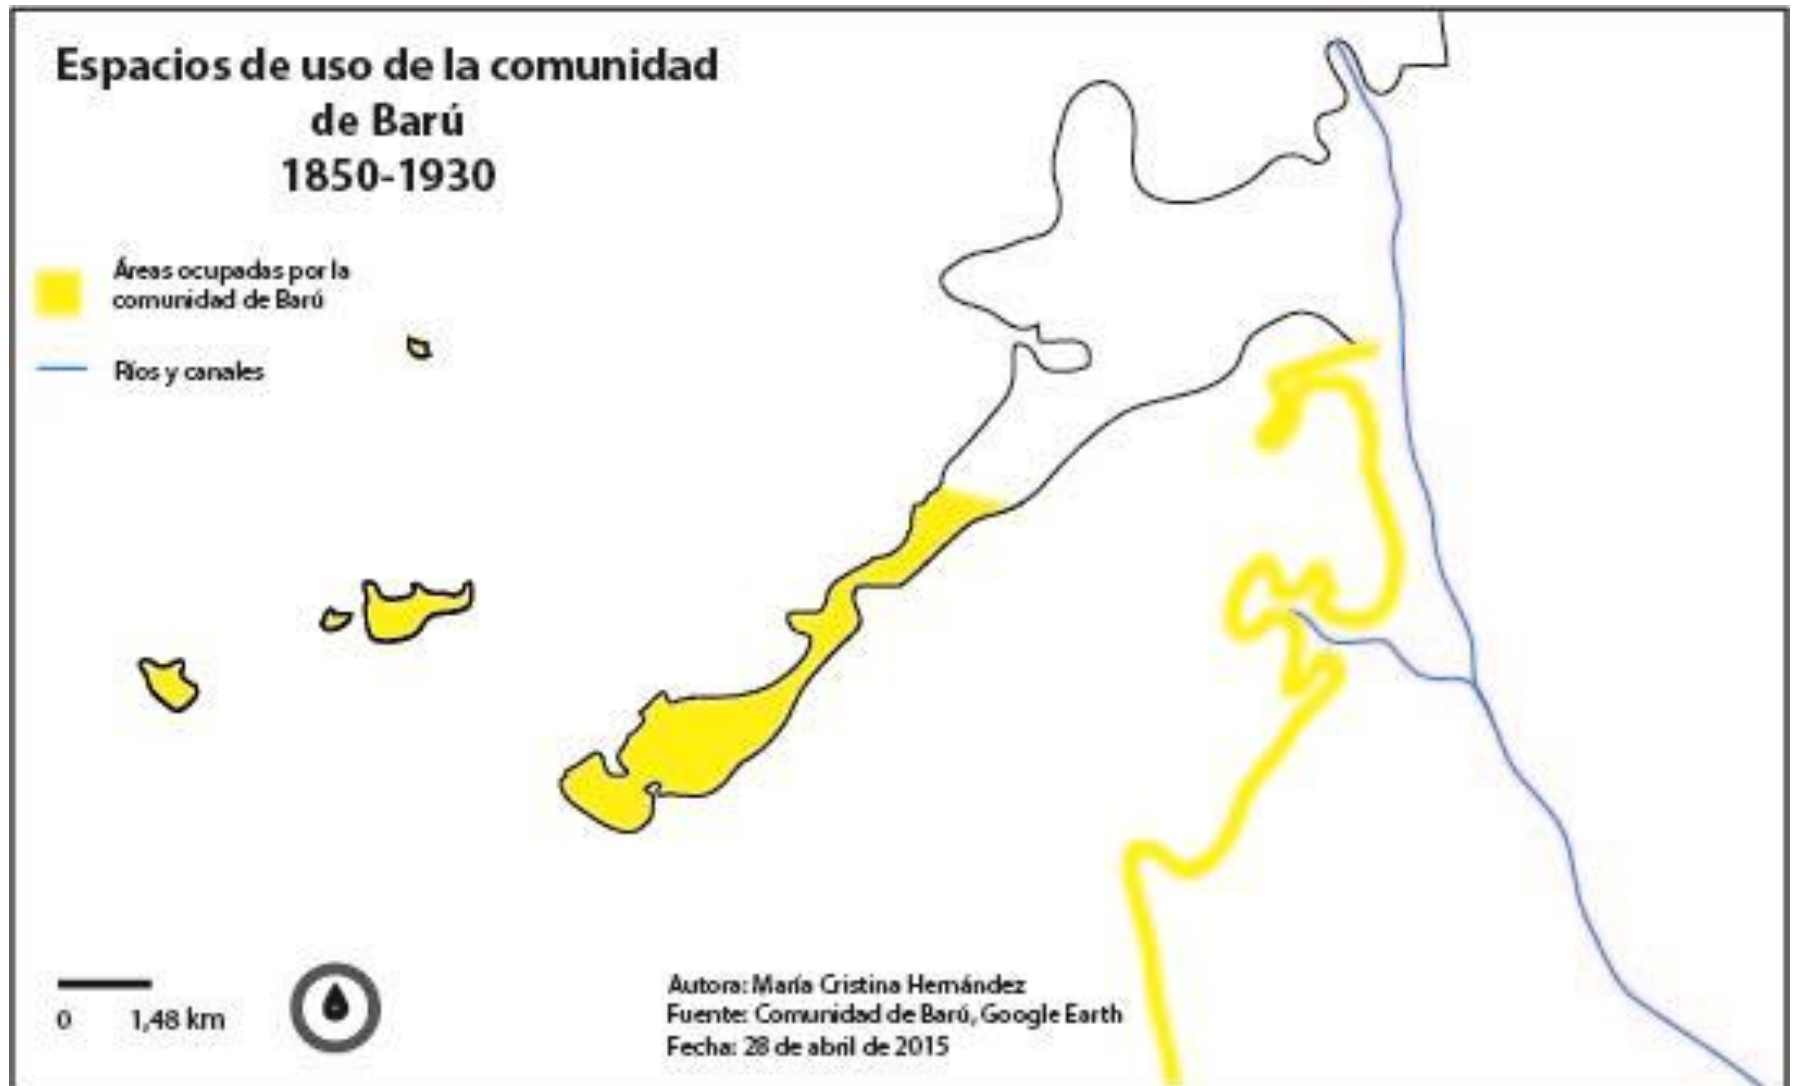 Espacios de uso de la comunidad
de Barú
1850-1930
Áreas ocupadas por la
comunidad de Barú
Ríos y canales
0 1,48 km
Autora: María Cristina Hernández
Fuente: Comunidad de Barú, Google Earth
Fecha: 28 de abril de 2015